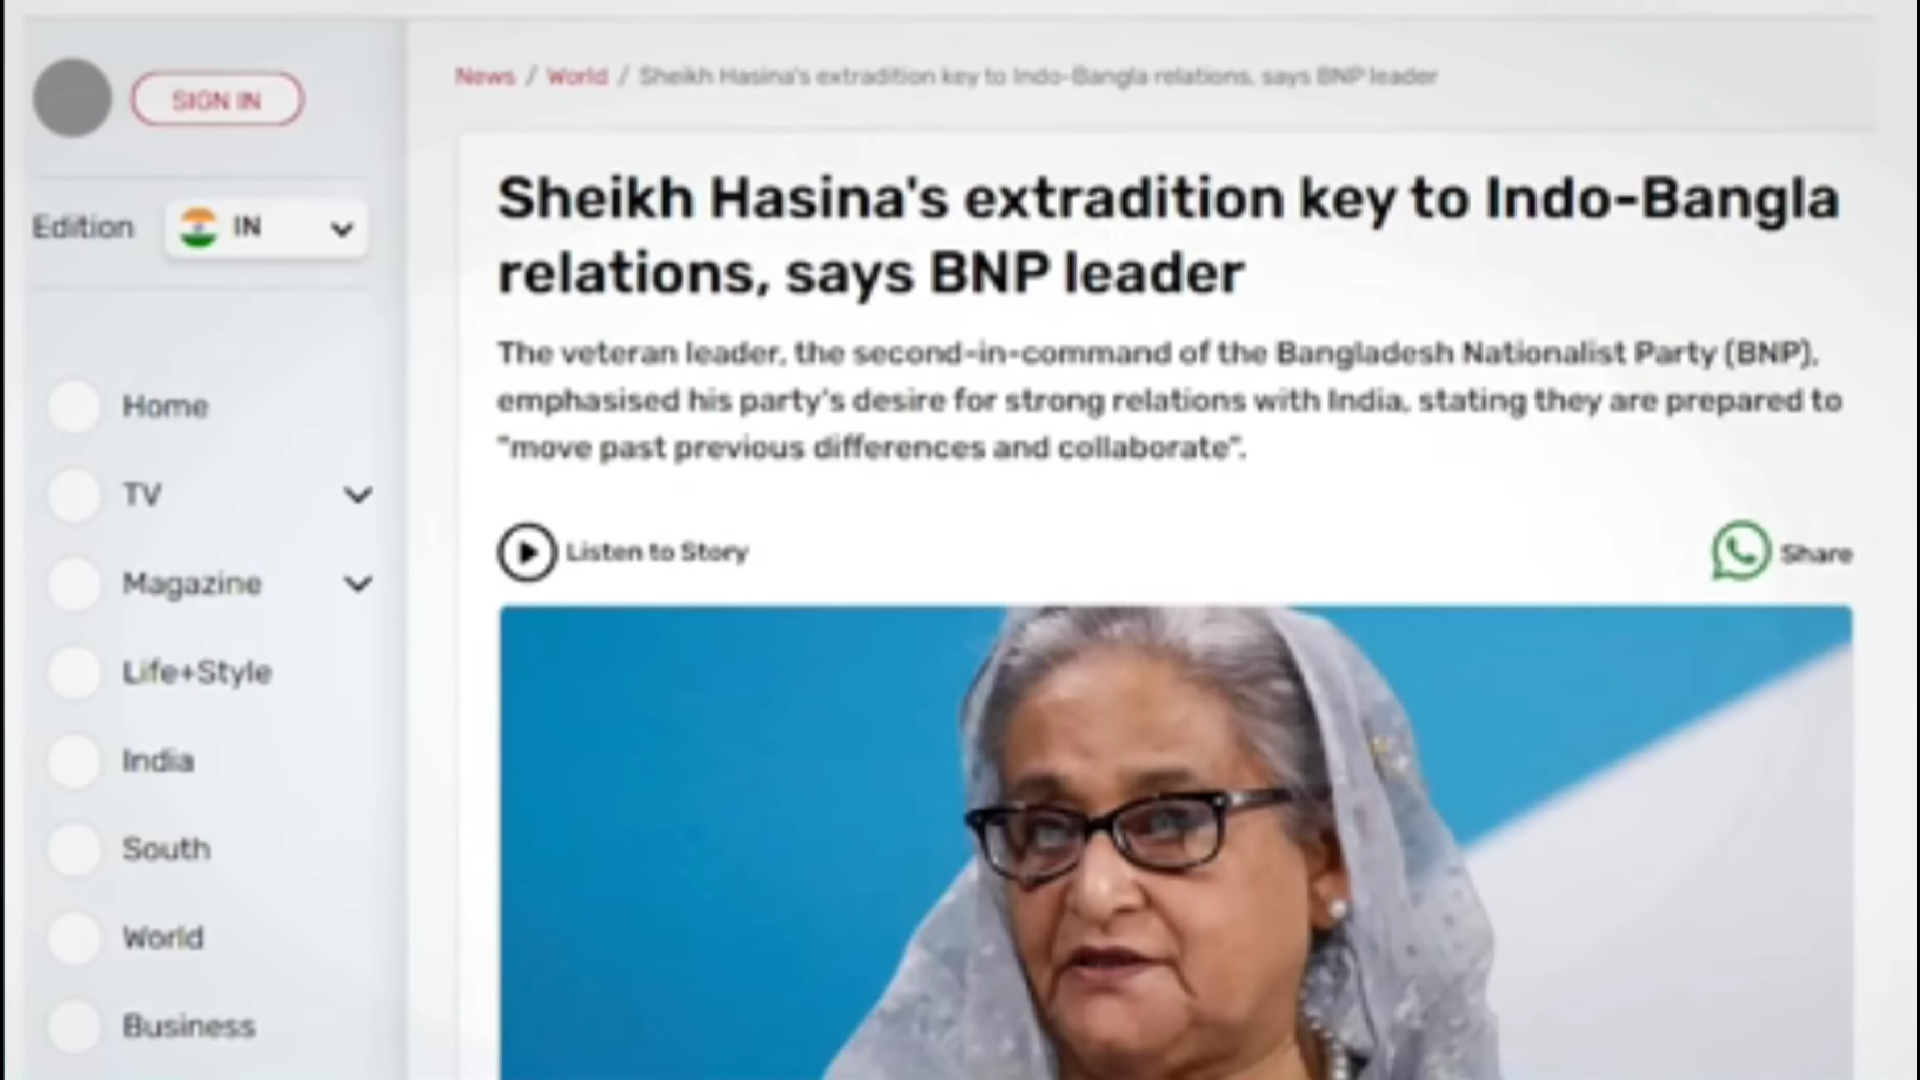 SIGN IN
Edition
IN
Home
TV
Magazine
Life+Style
India
South
World
Business
News / World / Sheikh Hasina's extradition key to Indo-Bangla relations, says BNP leader
Sheikh Hasina's extradition key to Indo-Bangla
relations, says BNP leader
The veteran leader, the second-in-command of the Bangladesh Nationalist Party (BNP),
emphasised his party's desire for strong relations with India, stating they are prepared to
"move past previous differences and collaborate".
Listen to Story
Share